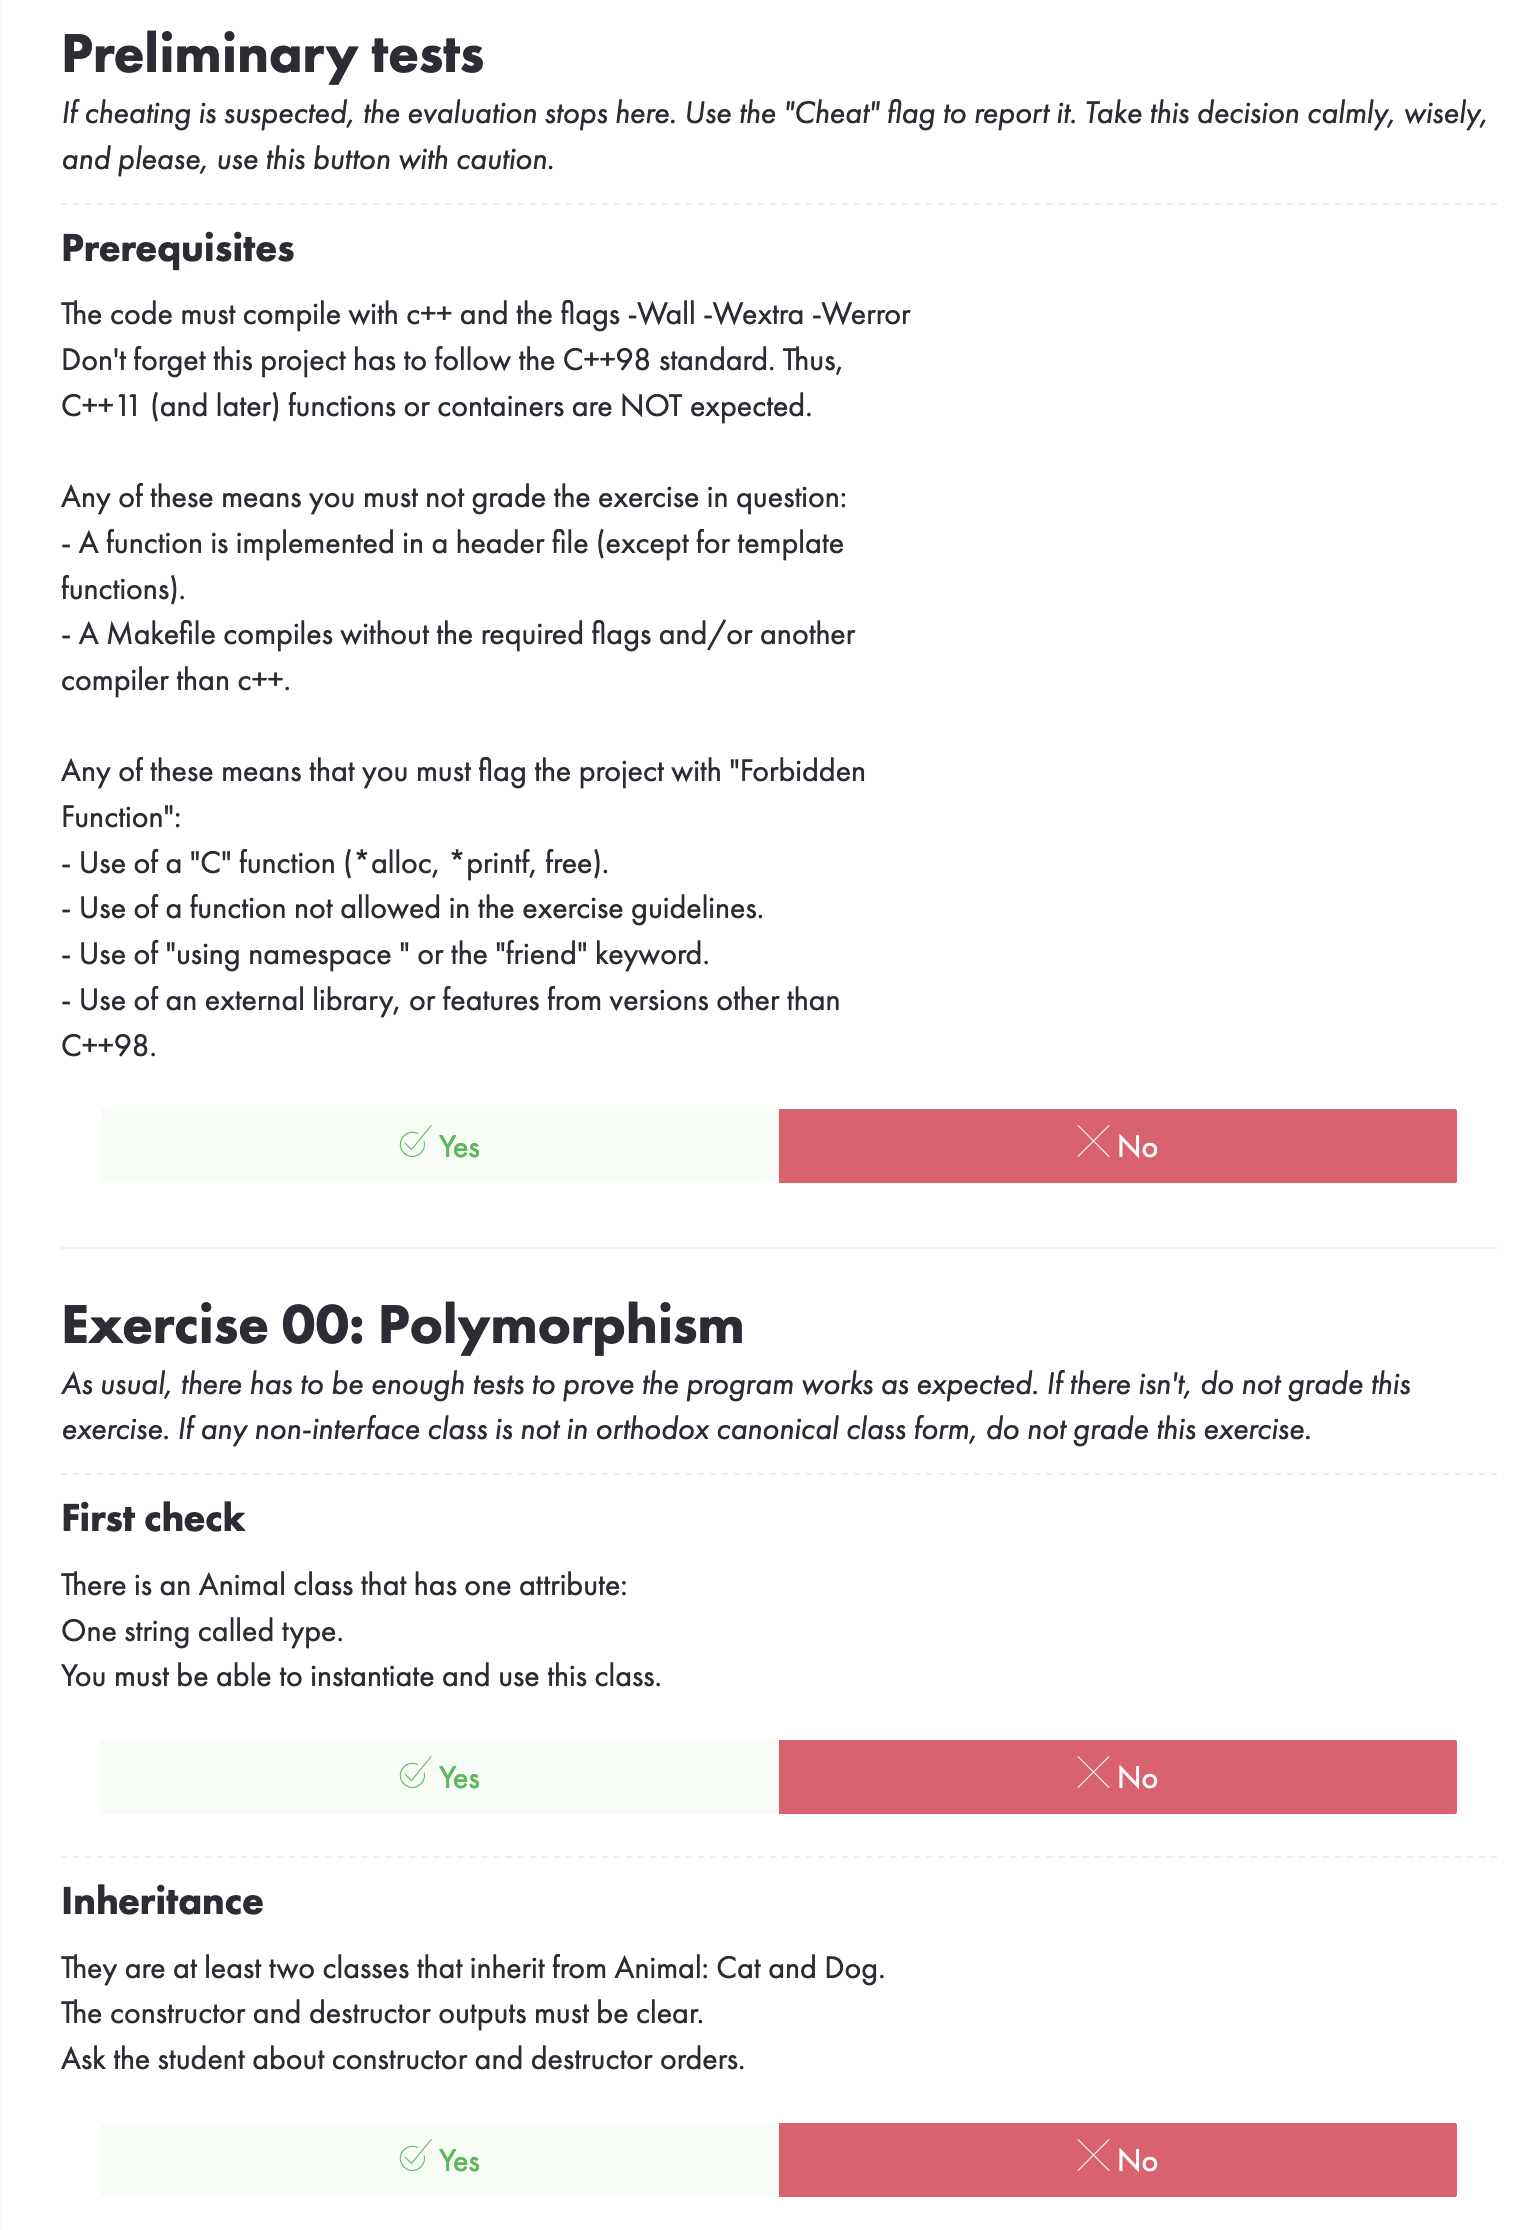 Preliminary tests
If cheating is suspected, the evaluation stops here. Use the "Cheat" flag to report it. Take this decision calmly, wisely,
and please, use this button with caution.
Prerequisites
The code must compile with c++ and the flags -Wall -Wextra -Werror
Don't forget this project has to follow the C++98 standard. Thus,
C++11 (and later) functions or containers are NOT expected.
Any of these means you must not grade the exercise in question:
- A function is implemented in a header file (except for template
functions).
- A Makefile compiles without the required flags and/or another
compiler than c++.
Any of these means that you must flag the project with "Forbidden
Function":
- Use of a "C" function (*alloc, *printf, free).
- Use of a function not allowed in the exercise guidelines.
- Use of "using namespace " or the "friend" keyword.
- Use of an external library, or features from versions other than
C++98.
Yes No
Exercise 00: Polymorphism
As usual, there has to be enough tests to prove the program works as expected. If there isn't, do not grade this
exercise. If any non-interface class is not in orthodox canonical class form, do not grade this exercise.
First check
There is an Animal class that has one attribute:
One string called type.
You must be able to instantiate and use this class.
Yes No
Inheritance
They are at least two classes that inherit from Animal: Cat and Dog.
The constructor and destructor outputs must be clear.
Ask the student about constructor and destructor orders.
Yes No